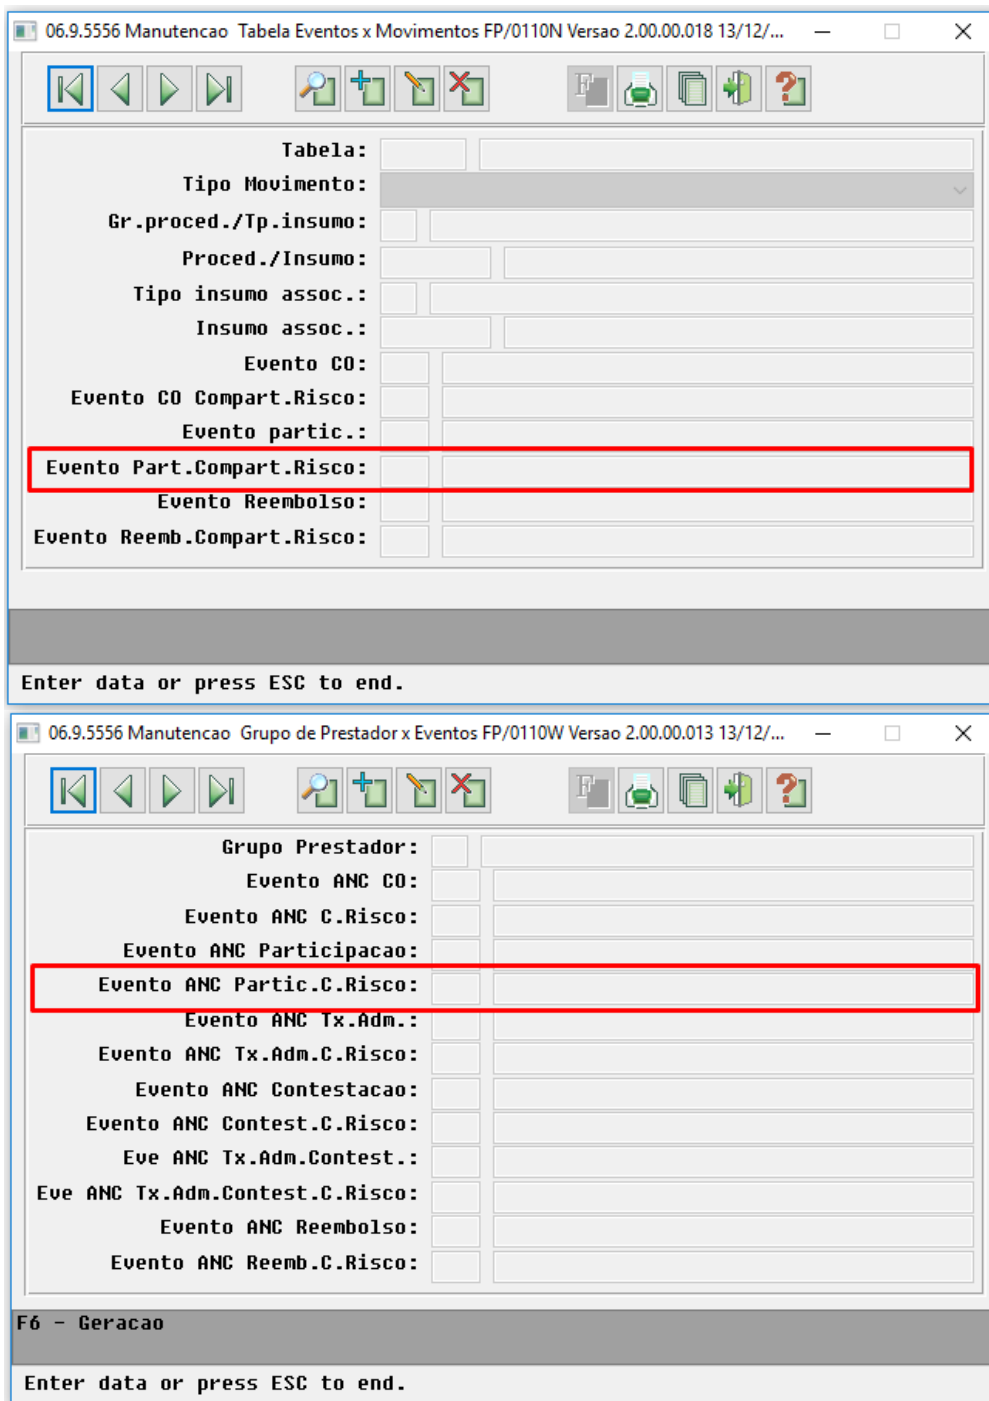 06.9.5556 Manutencao Tabela Eventos x Movimentos FP/0110N Versao 2.00.00.018 13/12/...
Tabela:
Tipo Movimento:
Gr.proced./Tp.insumo:
Proced./Insumo:
Tipo insumo assoc.:
Insumo assoc.:
Evento CO:
Evento CO Compart.Risco:
Evento partic.:
Evento Part.Compart.Risco:
Evento Reembolso:
Evento Reemb.Compart.Risco:
Enter data or press ESC to end.
06.9.5556 Manutencao Grupo de Prestador x Eventos FP/0110W Versao 2.00.00.013 13/12/...
Grupo Prestador:
Evento ANC CO:
Evento ANC C.Risco:
Evento ANC Participacao:
Evento ANC Partic.C.Risco:
Evento ANC Tx.Adm.:
Evento ANC Tx.Adm.C.Risco:
Evento ANC Contestacao:
Evento ANC Contest.C.Risco:
Eve ANC Tx.Adm.Contest.:
Eve ANC Tx.Adm.Contest.C.Risco:
Evento ANC Reembolso:
Evento ANC Reemb.C.Risco:
F6 - Geracao
Enter data or press ESC to end.